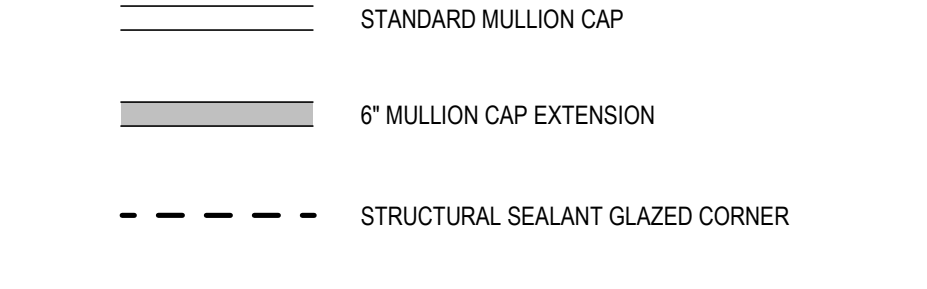 STANDARD MULLION CAP
6" MULLION CAP EXTENSION
STRUCTURAL SEALANT GLAZED CORNER